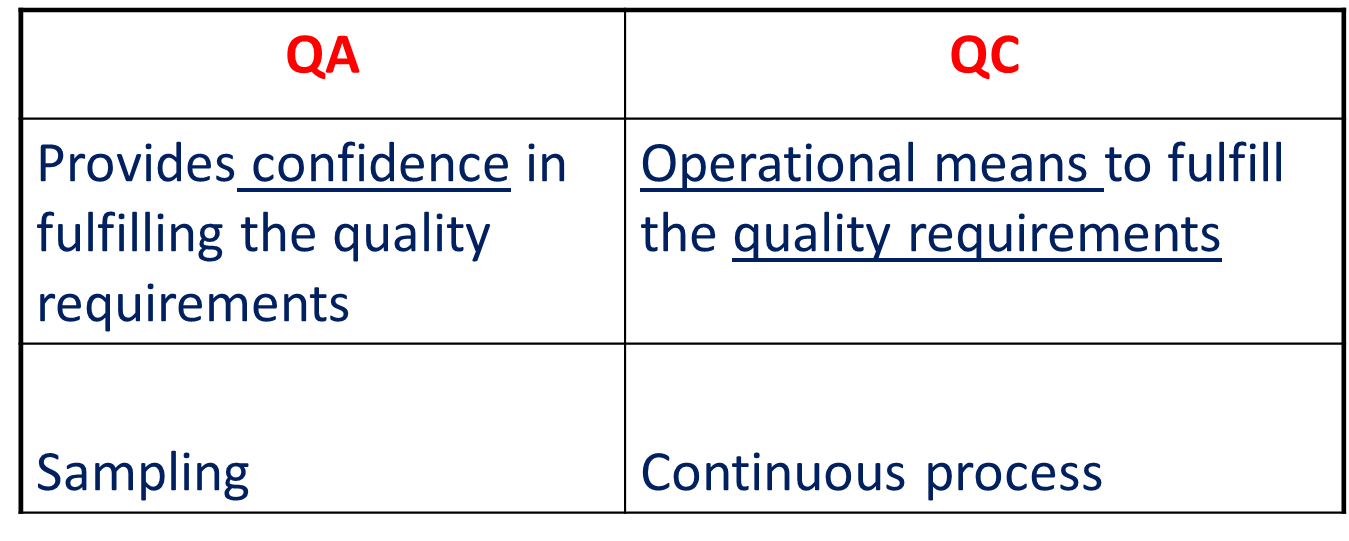 QA
QC
Provides confidence in
fulfilling the quality
requirements
Operational means to fulfill
the quality requirements
Sampling
Continuous process